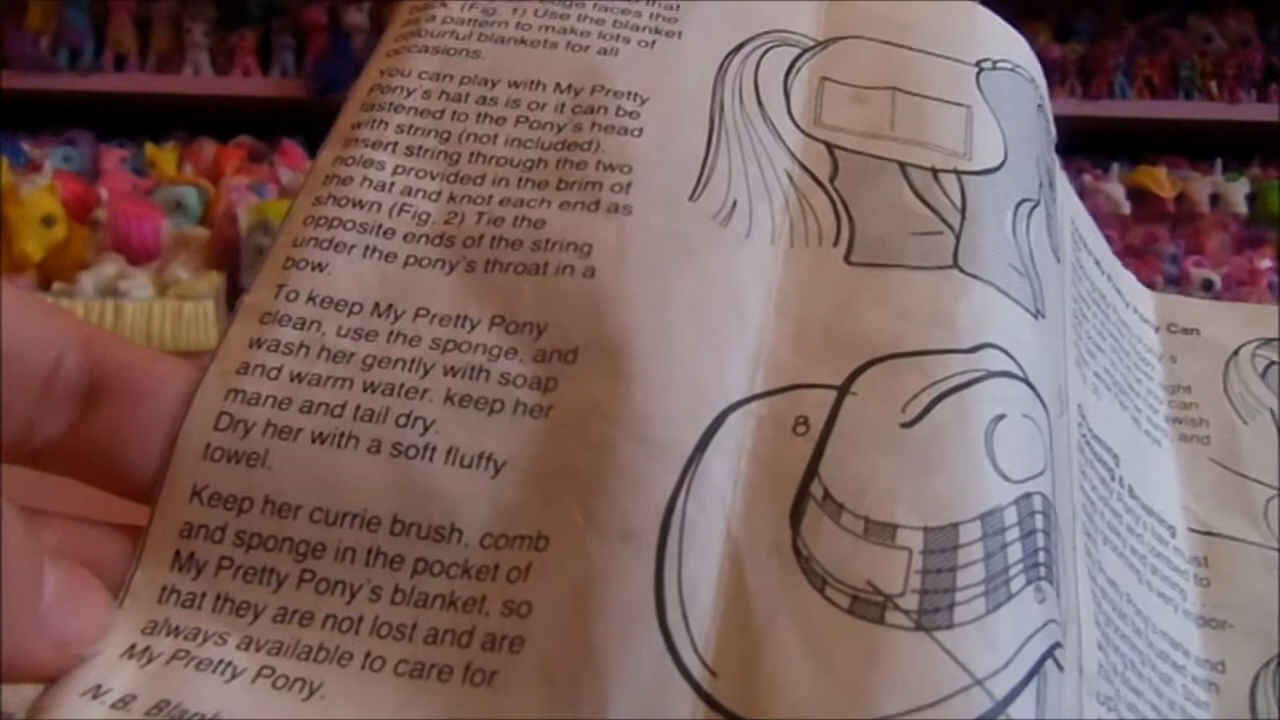 edge faces the
back. (Fig. 1) Use the blanket
as a pattern to make lots of
colourful blankets for all
occasions.
you can play with My Pretty
Pony's hat as is or it can be
fastened to the Pony's head
with string (not included).
Insert string through the two
holes provided in the brim of
the hat and knot each end as
shown (Fig. 2) Tie the
opposite ends of the string
under the pony's throat in a
bow.
To keep My Pretty Pony
clean, use the sponge, and
wash her gently with soap
and warm water. keep her
mane and tail dry.
Dry her with a soft fluffy
towel.
Keep her currie brush, comb
and sponge in the pocket of
My Pretty Pony's blanket, so
that they are not lost and are
always available to care for
My Pretty Pony.
N.B.
8
Can
can
and
to
and